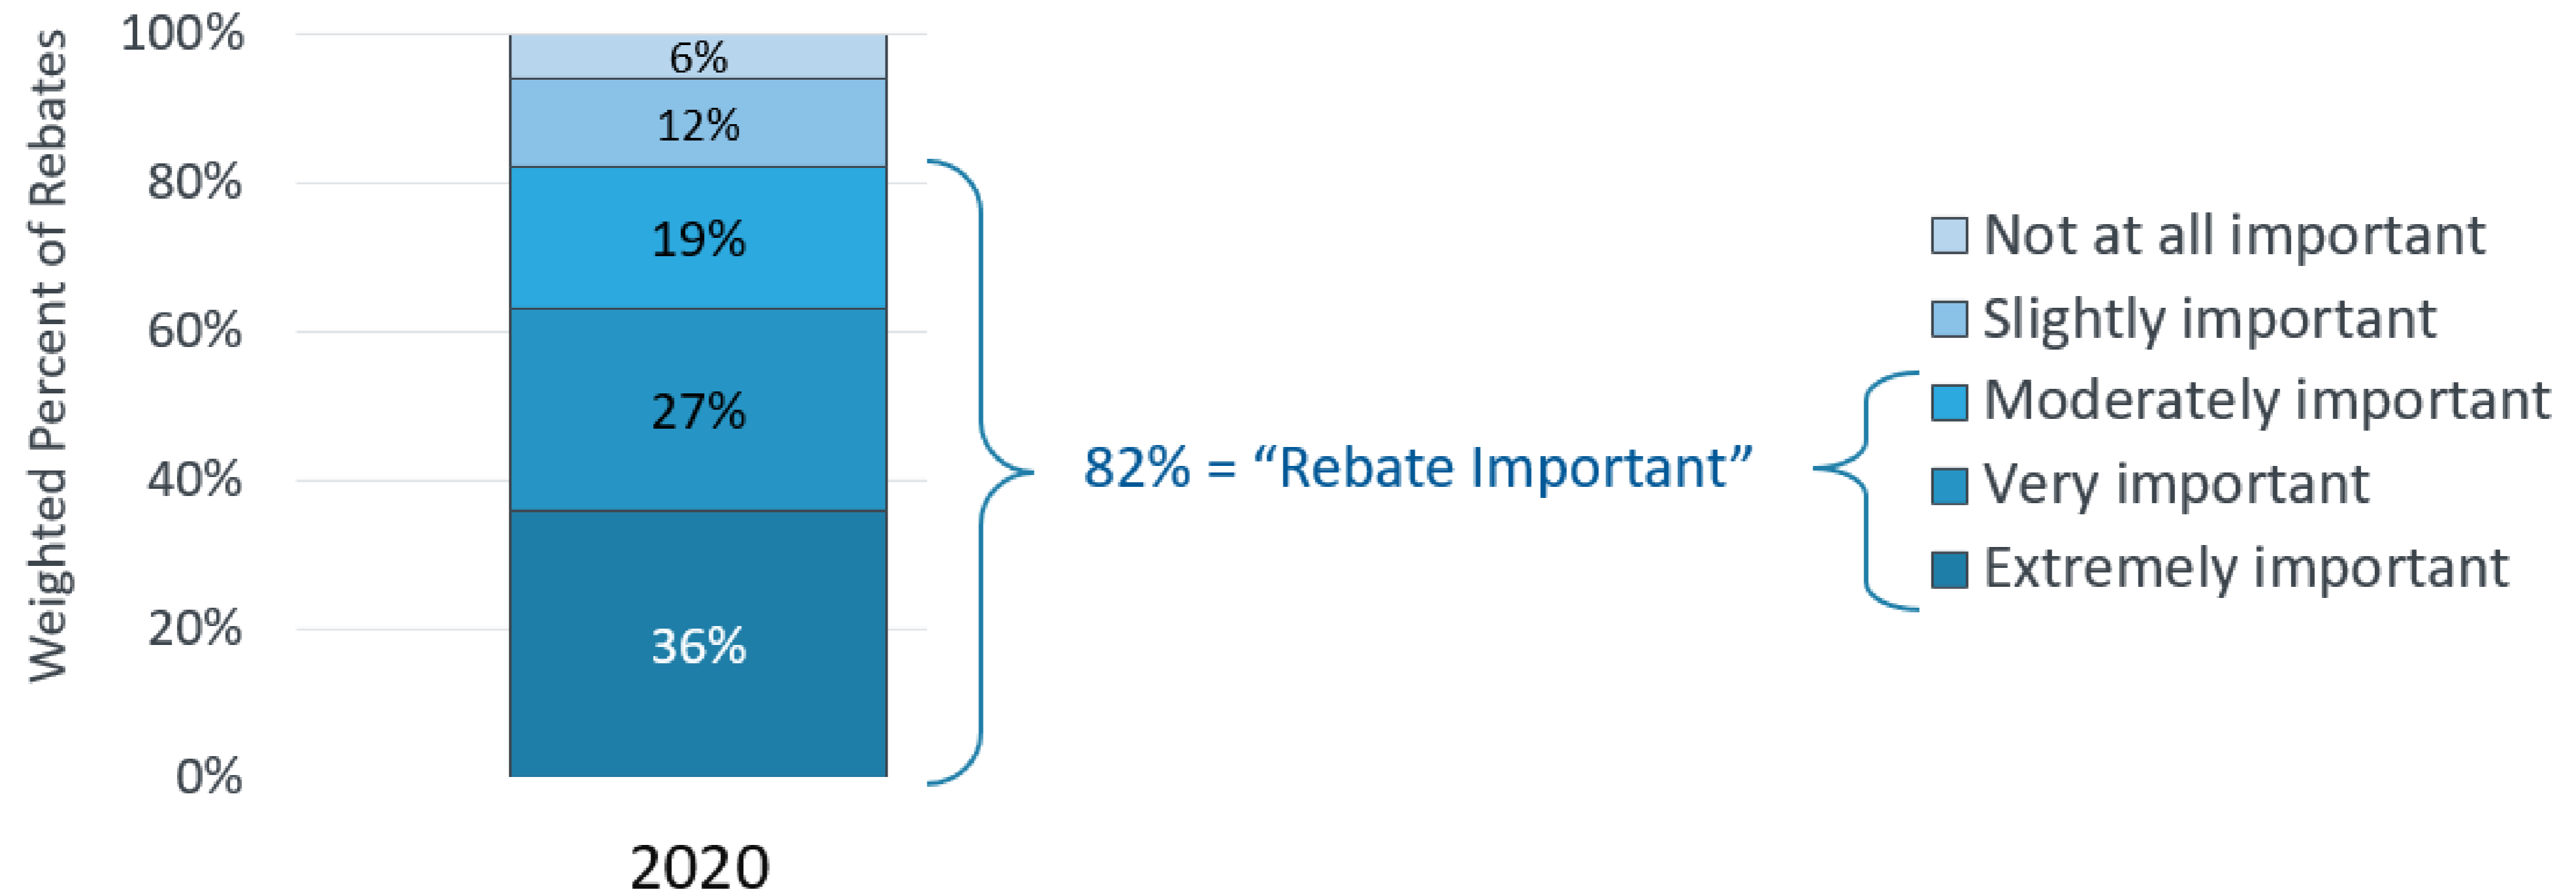 Weighted Percent of Rebates
100%
80%
60%
40%
20%
0%
6%
12%
19%
27%
36%
2020
82% = “Rebate Important”
Not at all important
Slightly important
Moderately important
Very important
Extremely important